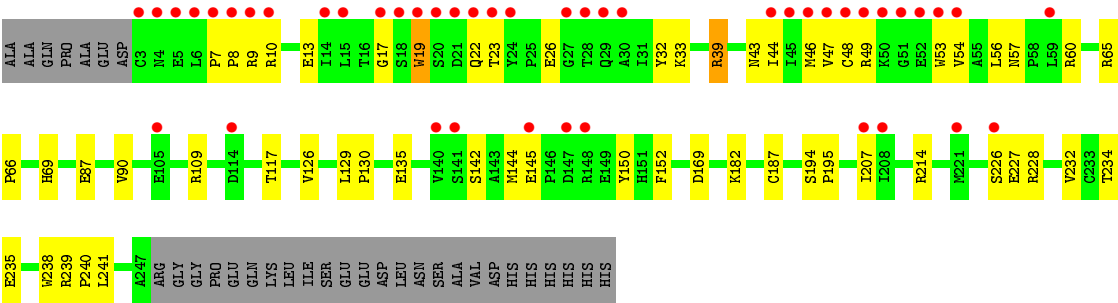 ALA ALA GLN PRO ALA GLU ASP C3 N4 E5 L6 P7 P8 R9 R10 E13 I14 L15 T16 G17 S18 W19 S20 D21 Q22 T23 Y24 P25 E26 G27 T28 Q29 A30 I31 Y32 K33 R39 N43 I44 I45 M46 V47 C48 R49 K50 G51 E52 W53 V54 A55 L56 N57 P58 L59 R60 R65
P66 H69 E87 V90 E105 R109 D114 T117 V126 L129 P130 E135 V140 S141 S142 A143 M144 E145 P146 D147 R148 E149 Y150 H151 F152 D169 K182 C187 S194 P195 I207 I208 R214 M221 S226 E227 R228 V232 C233 T234
E235 W238 R239 P240 L241 A247 ARG GLY GLY PRO GLU GLN LYS LEU ILE SER GLU GLU ASP LEU ASN SER ALA VAL ASP HIS HIS HIS HIS HIS HIS